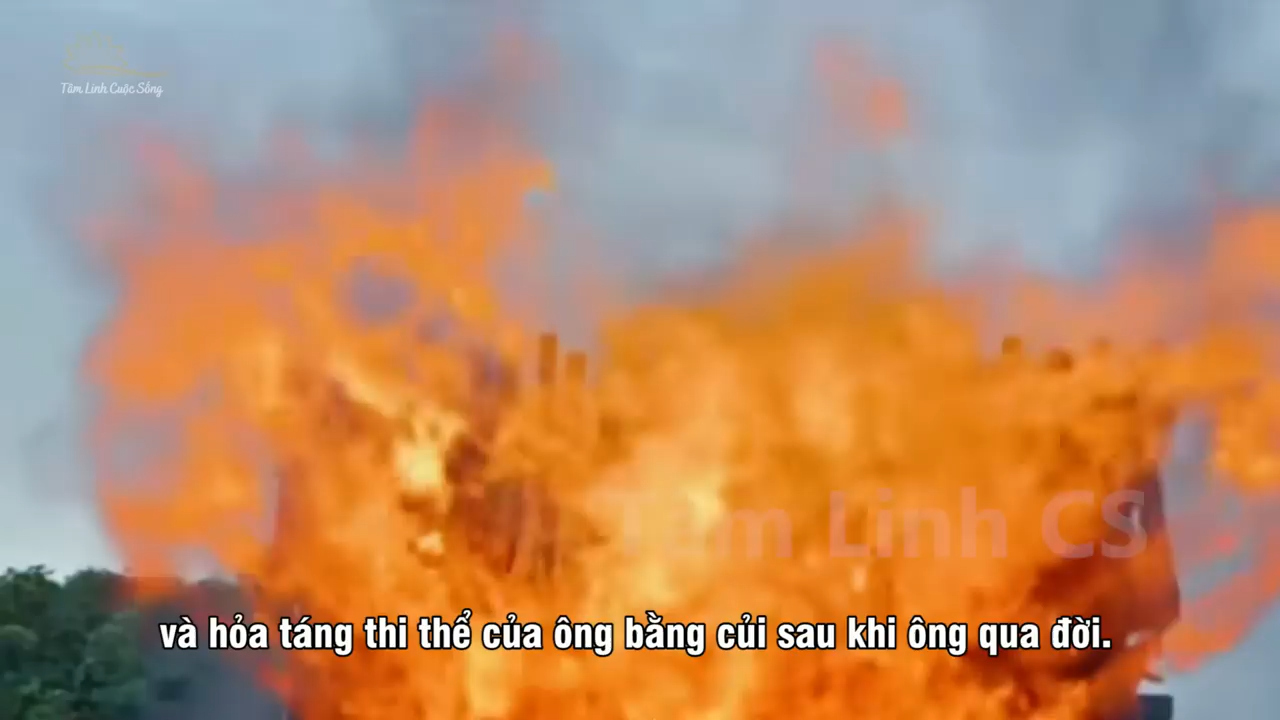 Tâm Linh Cuộc Sống
Tâm Linh CS
và hỏa táng thi thể của ông bằng củi sau khi ông qua đời.